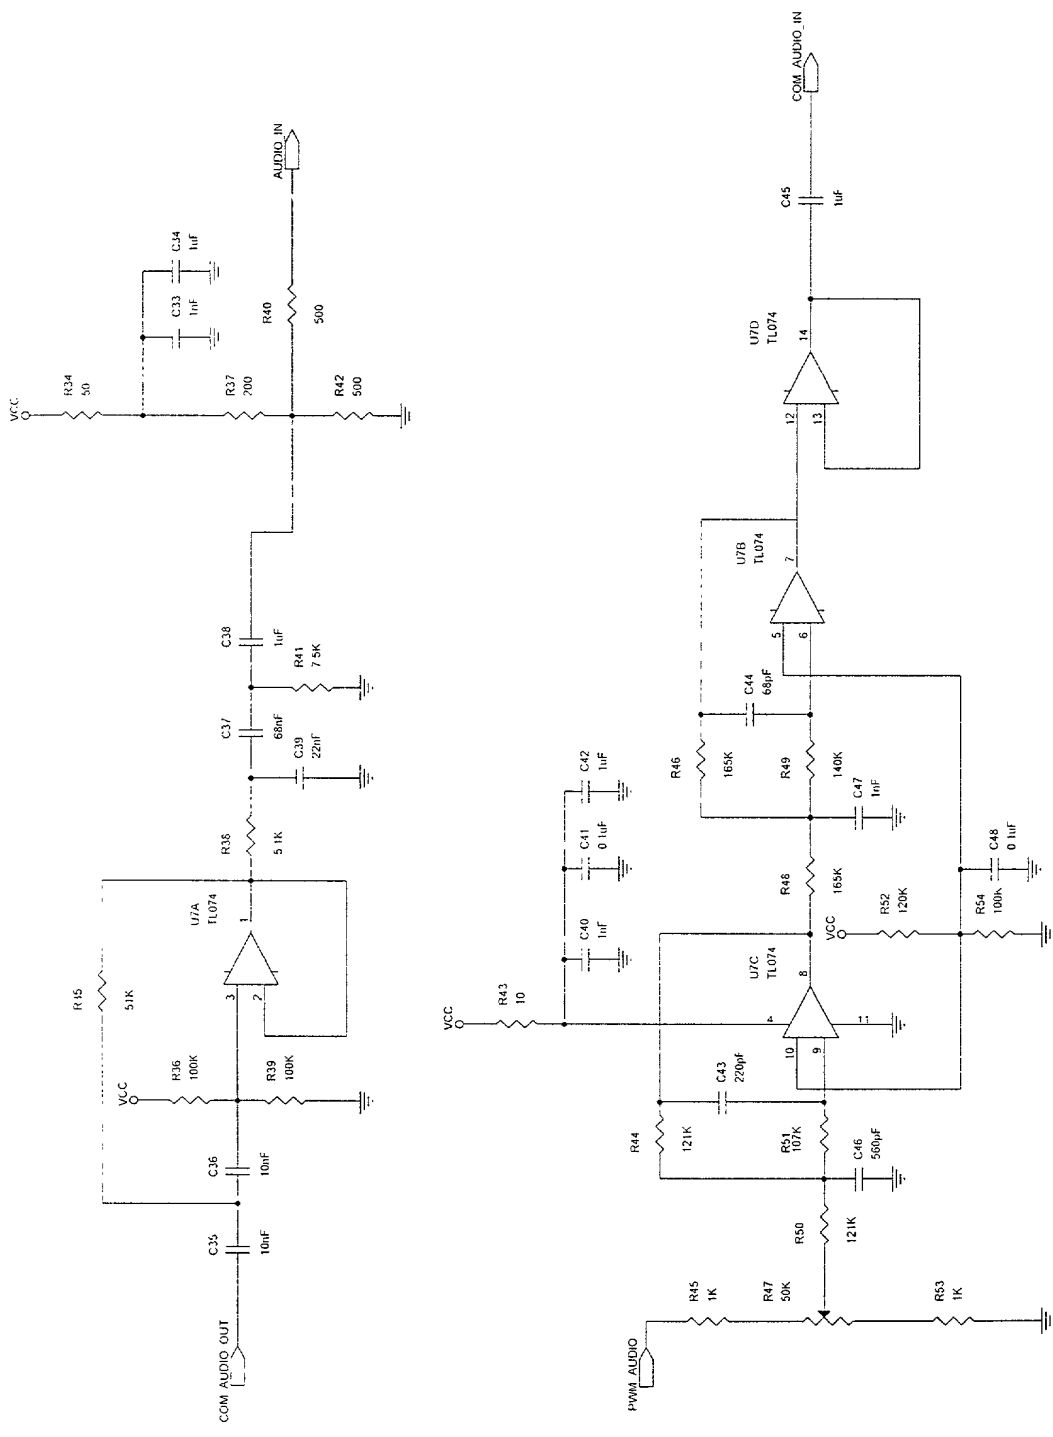 COM_AUDIO_OUT
C35
10nF
C36
10nF
VCC
R36
100K
R39
100K
51K
3
2
1
U7A
TL074
R38
5.1K
C39
22nF
C37
68nF
R41
7.5K
C38
1uF
VCC
R34
50
C33
1nF
C34
1uF
R37
200
R42
500
R40
500
AUDIO_IN
PWM_AUDIO
R45
1K
R47
50K
R53
1K
R50
121K
R44
121K
C46
560pF
R51
107K
C43
220pF
VCC
R43
10
4
10
9
8
11
U7C
TL074
C40
1nF
C41
0.1uF
C42
1uF
VCC
R52
120K
R54
100K
C48
0.1uF
R48
165K
C47
1nF
R46
165K
R49
140K
C44
68pF
5
6
7
U7B
TL074
12
13
14
U7D
TL074
C45
1uF
COM_AUDIO_IN